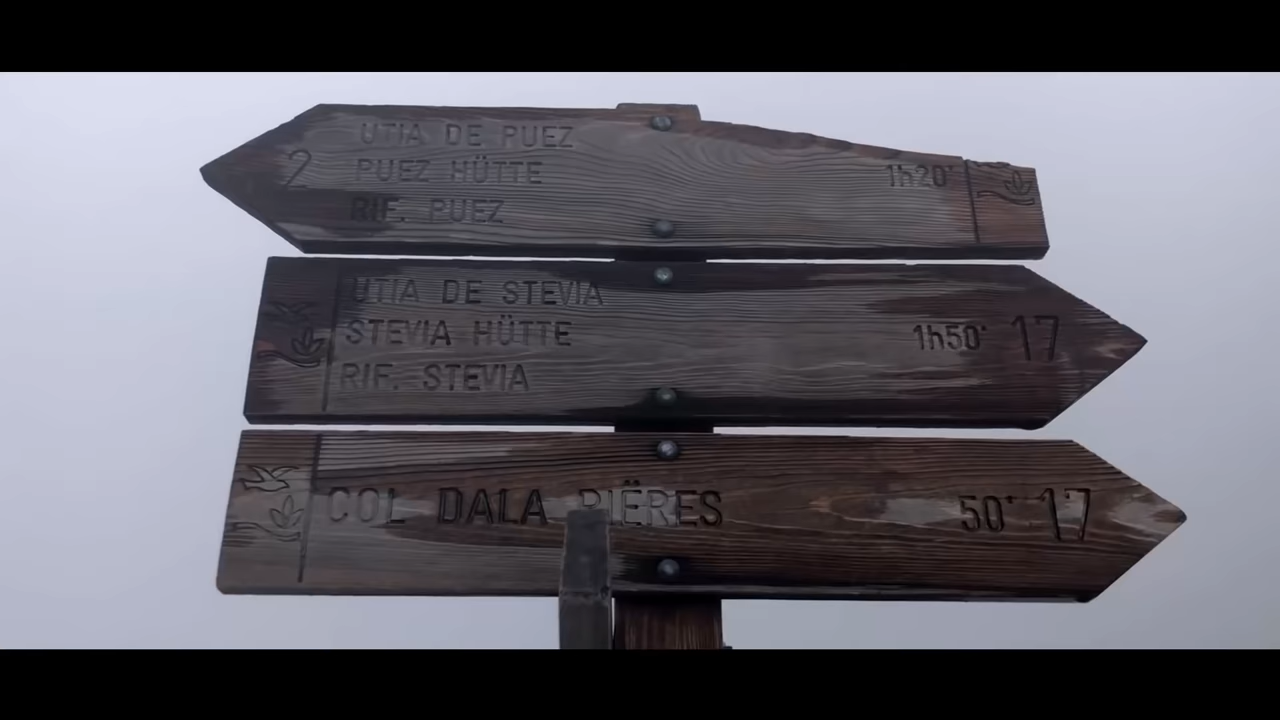 UTIA DE PUEZ
2 PUEZ HÜTTE 1h20'
RIF. PUEZ
UTIA DE STEVIA
STEVIA HÜTTE 1h50' 17
RIF. STEVIA
COL DALA PIËRES 50' 17